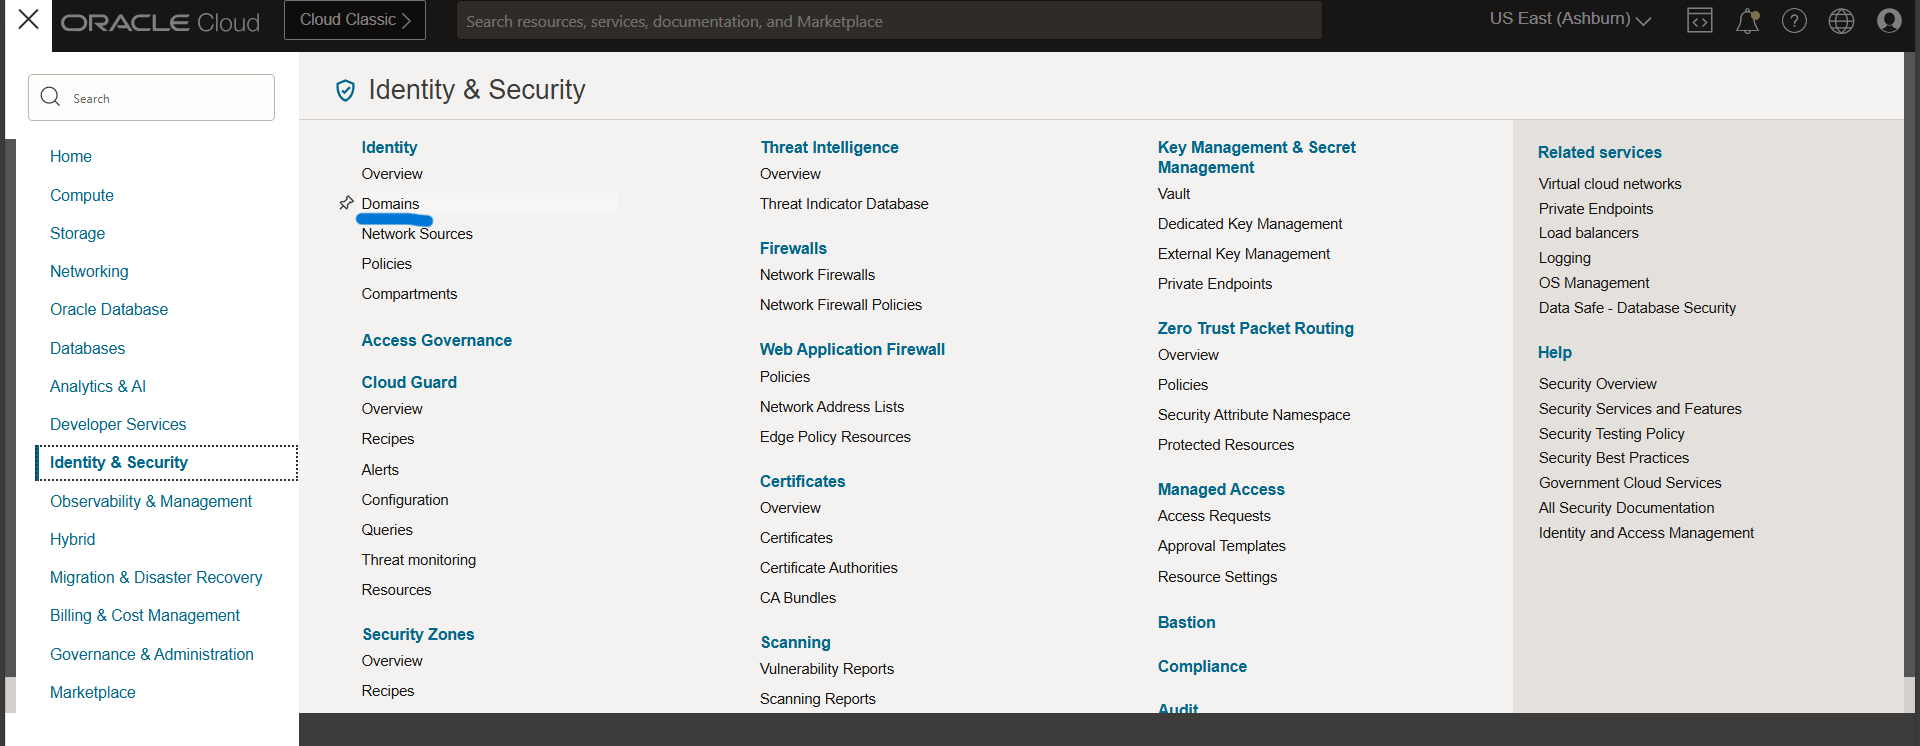 ORACLE Cloud
Cloud Classic
Search resources, services, documentation, and Marketplace
US East (Ashburn)
Search
Home
Compute
Storage
Networking
Oracle Database
Databases
Analytics & AI
Developer Services
Identity & Security
Observability & Management
Hybrid
Migration & Disaster Recovery
Billing & Cost Management
Governance & Administration
Marketplace
Identity & Security
Identity
Overview
Domains
Network Sources
Policies
Compartments
Access Governance
Cloud Guard
Overview
Recipes
Alerts
Configuration
Queries
Threat monitoring
Resources
Security Zones
Overview
Recipes
Threat Intelligence
Overview
Threat Indicator Database
Firewalls
Network Firewalls
Network Firewall Policies
Web Application Firewall
Policies
Network Address Lists
Edge Policy Resources
Certificates
Overview
Certificates
Certificate Authorities
CA Bundles
Scanning
Vulnerability Reports
Scanning Reports
Key Management & Secret
Management
Vault
Dedicated Key Management
External Key Management
Private Endpoints
Zero Trust Packet Routing
Overview
Policies
Security Attribute Namespace
Protected Resources
Managed Access
Access Requests
Approval Templates
Resource Settings
Bastion
Compliance
Audit
Related services
Virtual cloud networks
Private Endpoints
Load balancers
Logging
OS Management
Data Safe - Database Security
Help
Security Overview
Security Services and Features
Security Testing Policy
Security Best Practices
Government Cloud Services
All Security Documentation
Identity and Access Management